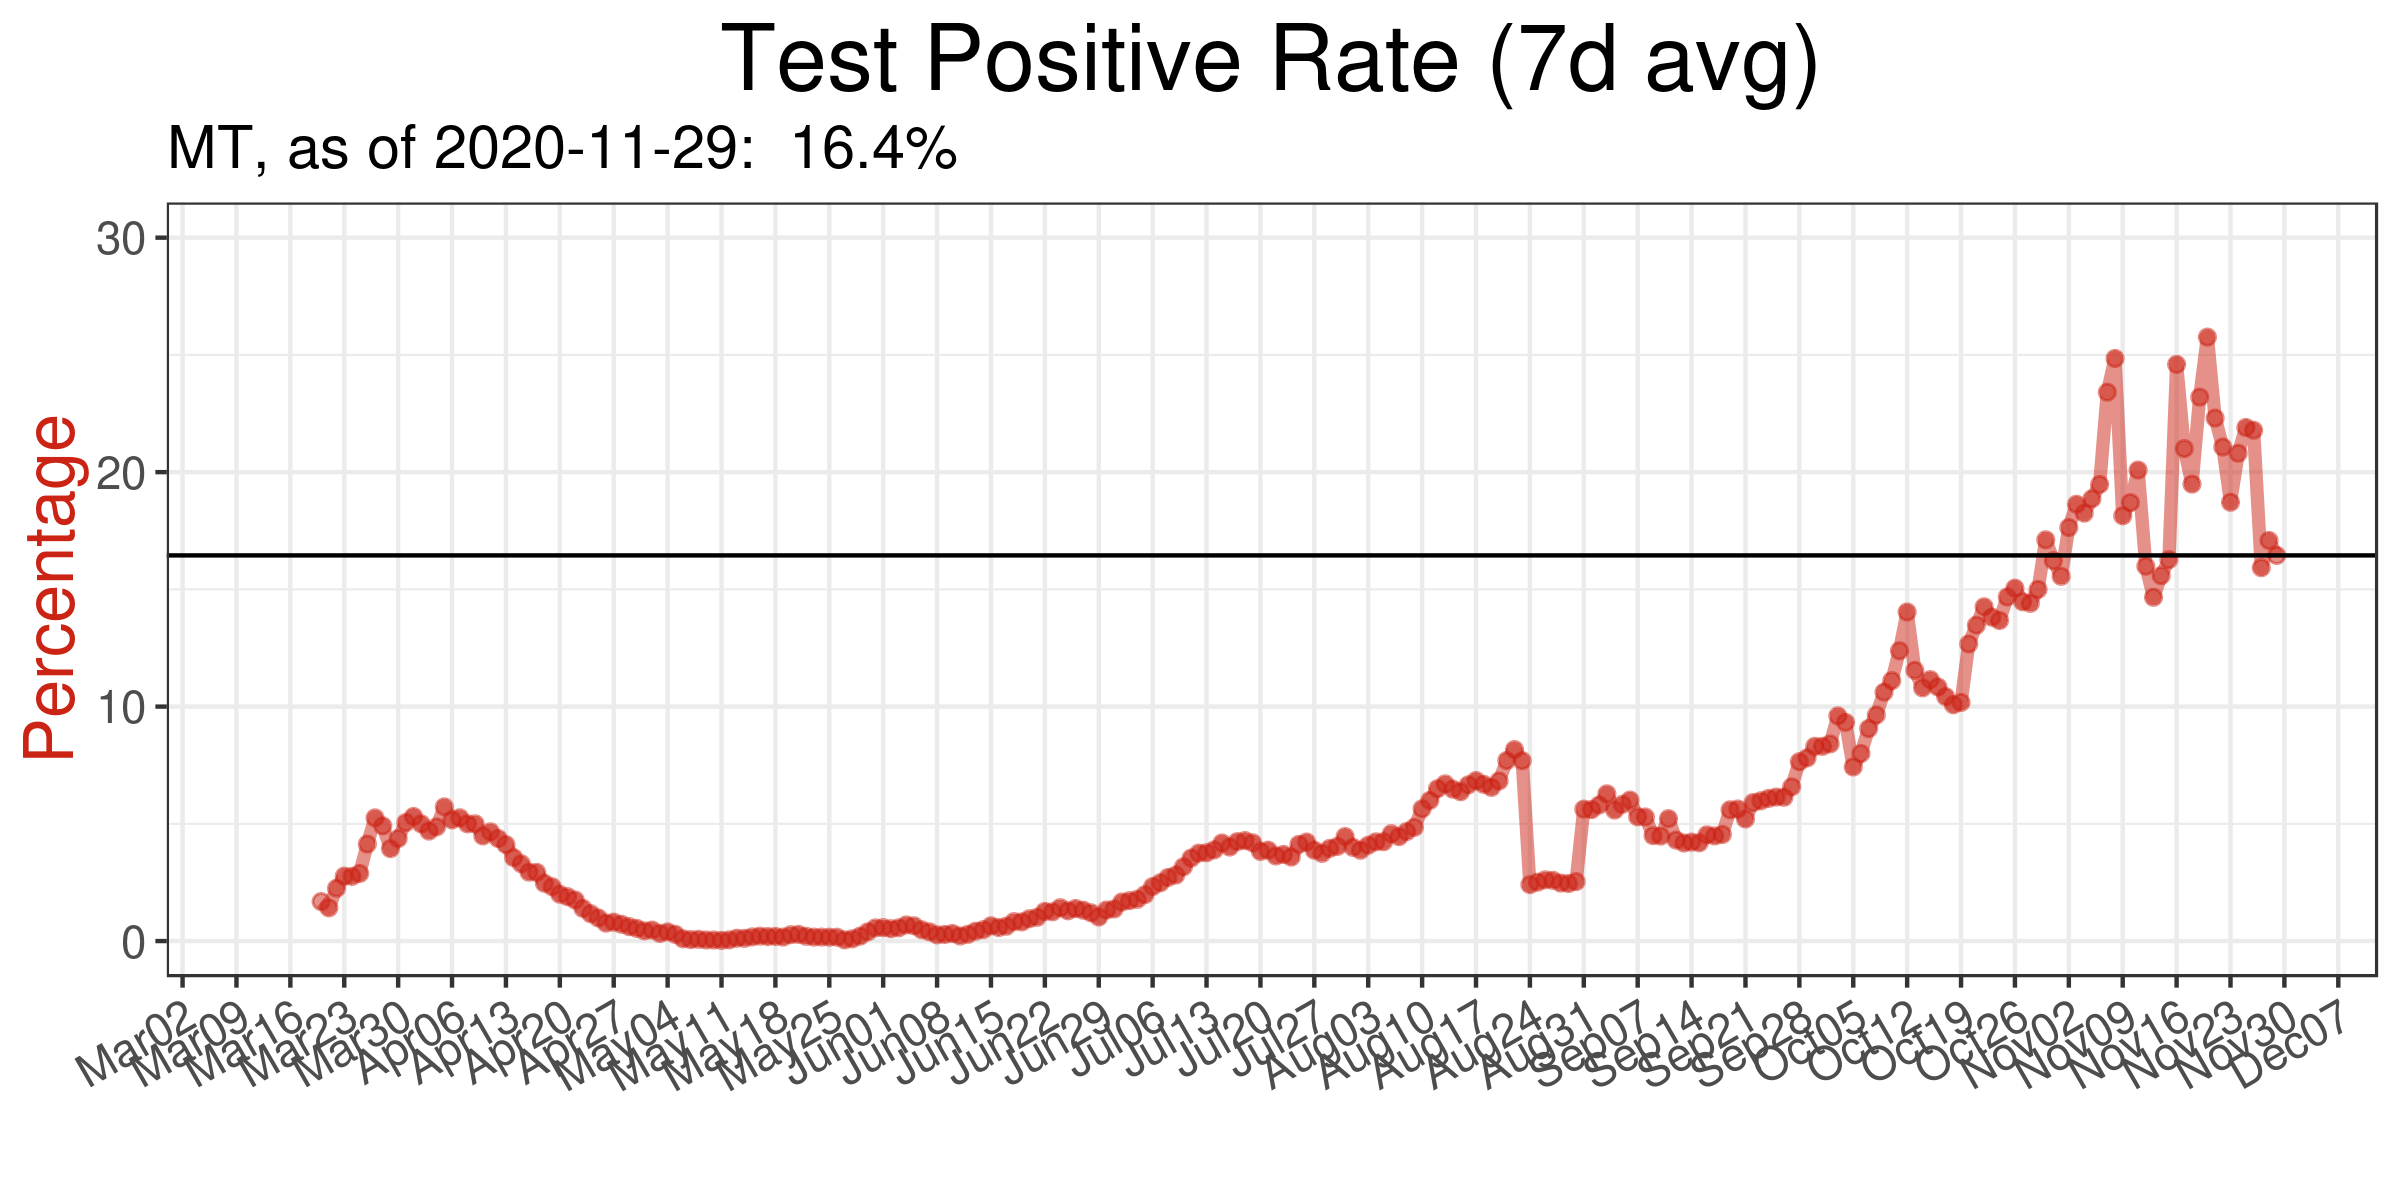 Test Positive Rate (7d avg)
MT, as of 2020-11-29:  16.4%
Percentage
30
20
10
0
Mar02
Mar09
Mar16
Mar23
Mar30
Apr06
Apr13
Apr20
Apr27
May04
May11
May18
May25
Jun01
Jun08
Jun15
Jun22
Jun29
Jul06
Jul13
Jul20
Jul27
Aug03
Aug10
Aug17
Aug24
Aug31
Sep07
Sep14
Sep21
Sep28
Oct05
Oct12
Oct19
Oct26
Nov02
Nov09
Nov16
Nov23
Nov30
Dec07